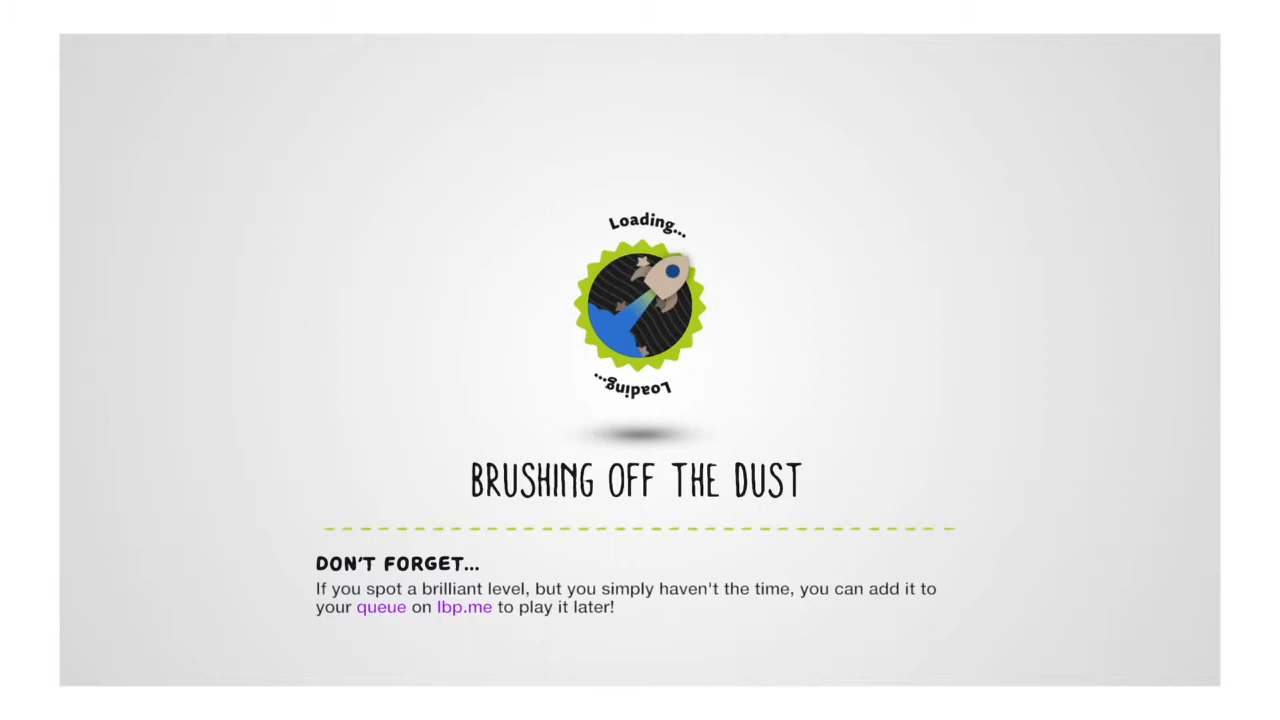 Loading...
Loading...
BRUSHING OFF THE DUST
DON'T FORGET...
If you spot a brilliant level, but you simply haven't the time, you can add it to
your queue on lbp.me to play it later!